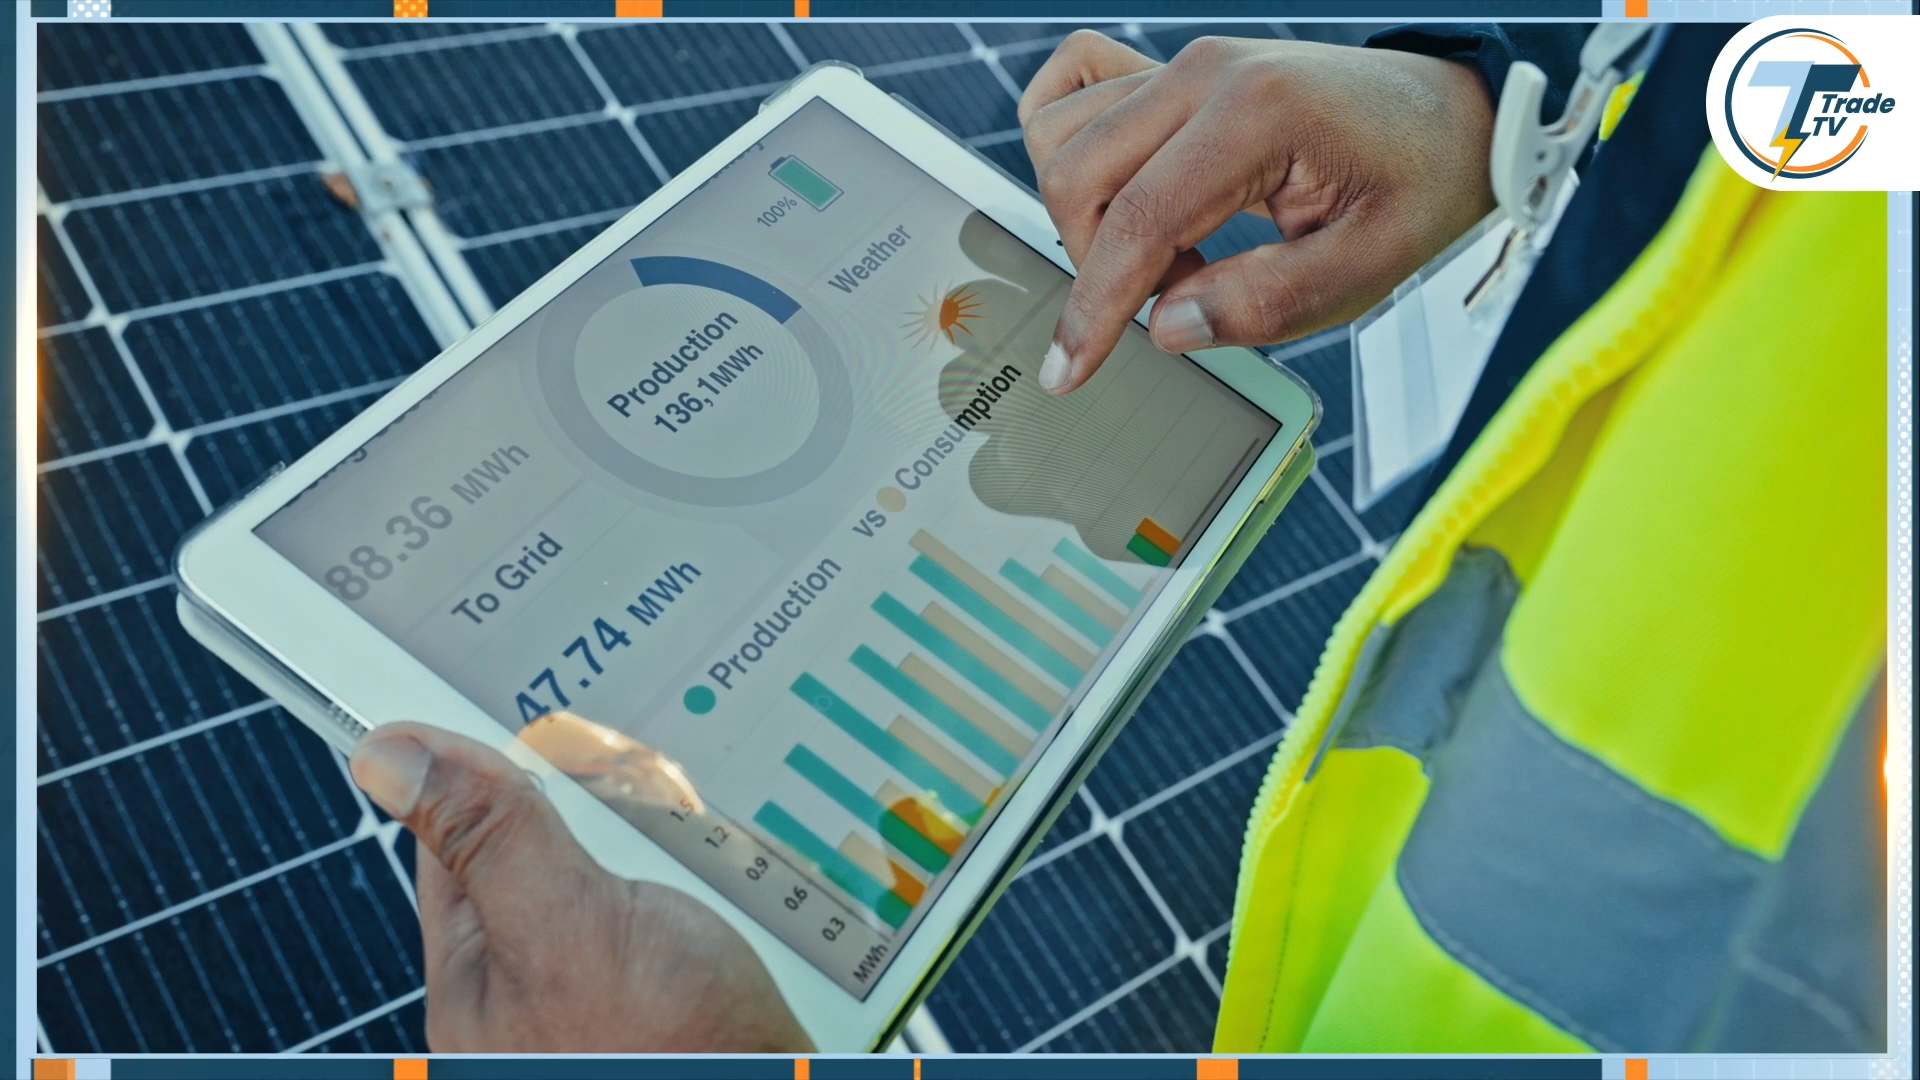 100%
Weather
Production
136,1MWh
88.36 MWh
To Grid
47.74 MWh
Production vs Consumption
1.5
1.2
0.9
0.6
0.3
MWh
Trade
TV